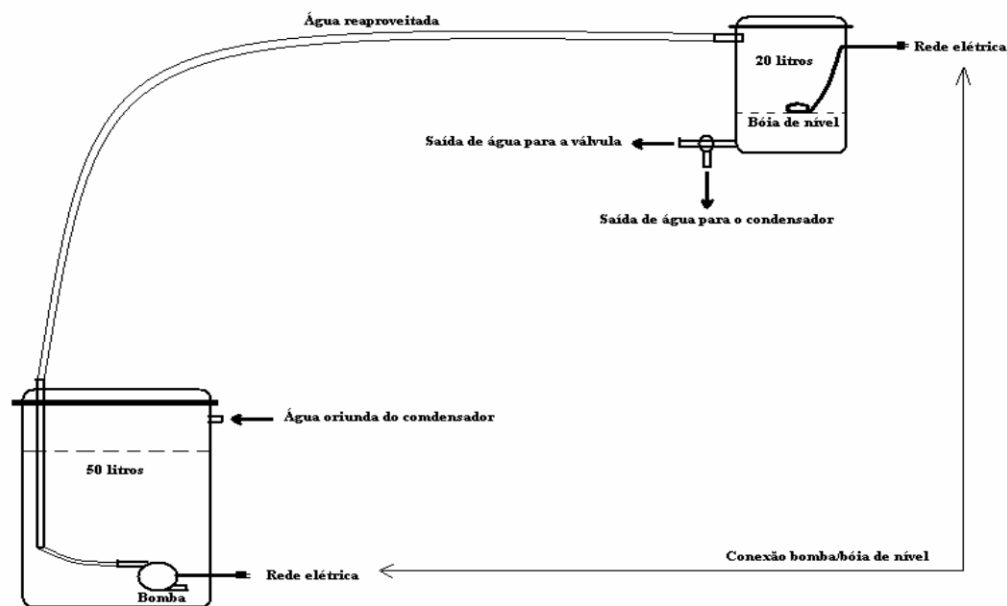 Água reaproveitada
20 litros
Rede elétrica
Bóia de nível
Saída de água para a válvula
Saída de água para o condensador
Água oriunda do comdensador
50 litros
Conexão bomba/bóia de nível
Rede elétrica
Bomba